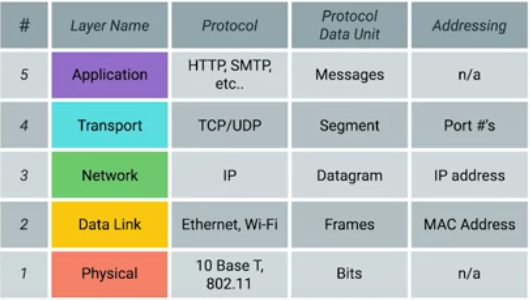 # Layer Name Protocol Protocol Data Unit Addressing
5 Application HTTP, SMTP, etc.. Messages n/a
4 Transport TCP/UDP Segment Port #'s
3 Network IP Datagram IP address
2 Data Link Ethernet, Wi-Fi Frames MAC Address
1 Physical 10 Base T, 802.11 Bits n/a